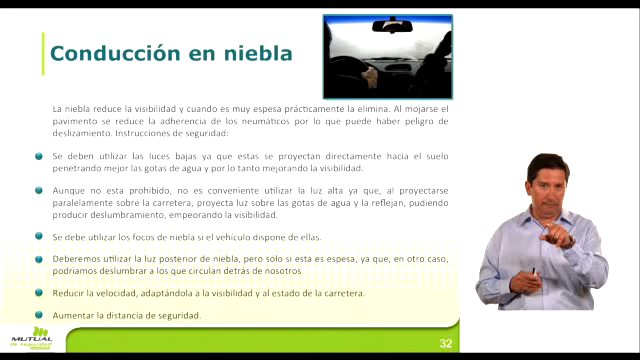 Conducción en niebla
La niebla reduce la visibilidad y cuando es muy espesa prácticamente la elimina. Al mojarse el
pavimento se reduce la adherencia de los neumáticos por lo que puede haber peligro de
deslizamiento. Instrucciones de seguridad:
Se deben utilizar las luces bajas ya que estas se proyectan directamente hacia el suelo
penetrando mejor las gotas de agua y por lo tanto mejorando la visibilidad.
Aunque no esta prohibido, no es conveniente utilizar la luz alta ya que, al proyectarse
paralelamente sobre la carretera, proyecta luz sobre las gotas de agua y la reflejan, pudiendo
producir deslumbramiento, empeorando la visibilidad.
Se debe utilizar los focos de niebla si el vehículo dispone de ellas.
Deberemos utilizar la luz posterior de niebla, pero sólo si esta es espesa, ya que, en otro caso,
podríamos deslumbrar a los que circulan detrás de nosotros.
Reducir la velocidad, adaptándola a la visibilidad y al estado de la carretera.
Aumentar la distancia de seguridad.
MUTUAL
de seguridad
32